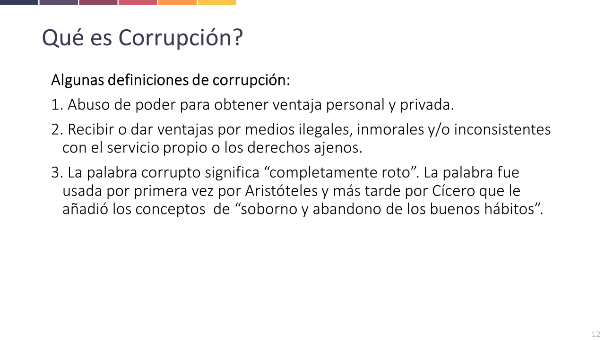 Qué es Corrupción?
Algunas definiciones de corrupción:
1. Abuso de poder para obtener ventaja personal y privada.
2. Recibir o dar ventajas por medios ilegales, inmorales y/o inconsistentes
con el servicio propio o los derechos ajenos.
3. La palabra corrupto significa “completamente roto”. La palabra fue
usada por primera vez por Aristóteles y más tarde por Cícero que le
añadió los conceptos  de “soborno y abandono de los buenos hábitos”.
12